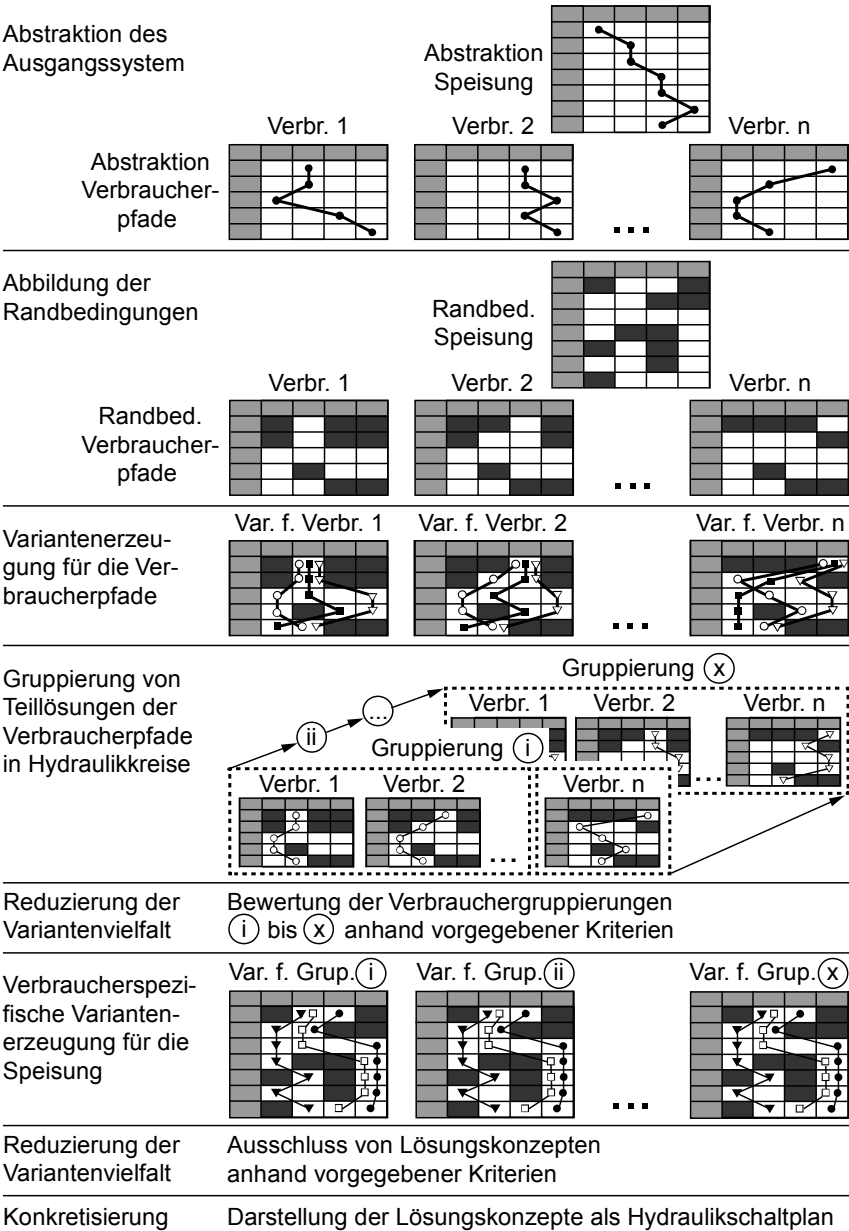 Abstraktion des
Ausgangssystem
Abstraktion
Speisung
Verbr. 1
Verbr. 2
Verbr. n
Abstraktion
Verbraucher-
pfade
...
Abbildung der
Randbedingungen
Randbed.
Speisung
Verbr. 1
Verbr. 2
Verbr. n
Randbed.
Verbraucher-
pfade
...
Variantenerzeu-
gung für die Ver-
braucherpfade
Var. f. Verbr. 1
Var. f. Verbr. 2
Var. f. Verbr. n
...
Gruppierung von
Teillösungen der
Verbraucherpfade
in Hydraulikkreise
Gruppierung x
...
ii
Verbr. 1
Verbr. 2
Verbr. n
...
Gruppierung i
Verbr. 1
Verbr. 2
Verbr. n
...
Reduzierung der
Variantenvielfalt
Bewertung der Verbrauchergruppierungen
i bis x anhand vorgegebener Kriterien
Verbraucherspezi-
fische Varianten-
erzeugung für die
Speisung
Var. f. Grup. i
Var. f. Grup. ii
Var. f. Grup. x
...
Reduzierung der
Variantenvielfalt
Ausschluss von Lösungskonzepten
anhand vorgegebener Kriterien
Konkretisierung
Darstellung der Lösungskonzepte als Hydraulikschaltplan